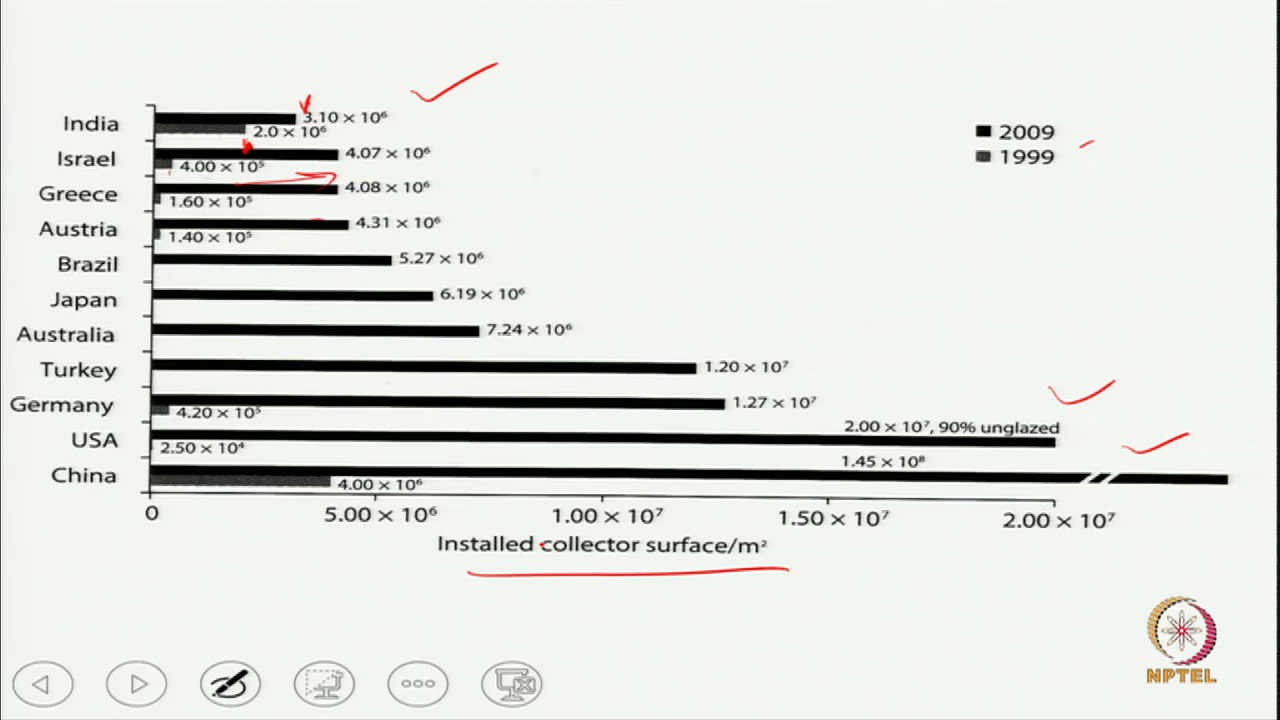 India
3.10 × 10⁶
2.0 × 10⁶
Israel
4.07 × 10⁶
4.00 × 10⁵
Greece
4.08 × 10⁶
1.60 × 10⁵
Austria
4.31 × 10⁶
1.40 × 10⁵
Brazil
5.27 × 10⁶
Japan
6.19 × 10⁶
Australia
7.24 × 10⁶
Turkey
1.20 × 10⁷
Germany
1.27 × 10⁷
4.20 × 10⁵
USA
2.00 × 10⁷, 90% unglazed
2.50 × 10⁴
China
1.45 × 10⁸
4.00 × 10⁶
2009
1999
0 5.00 × 10⁶ 1.00 × 10⁷ 1.50 × 10⁷ 2.00 × 10⁷
Installed collector surface/m²
NPTEL